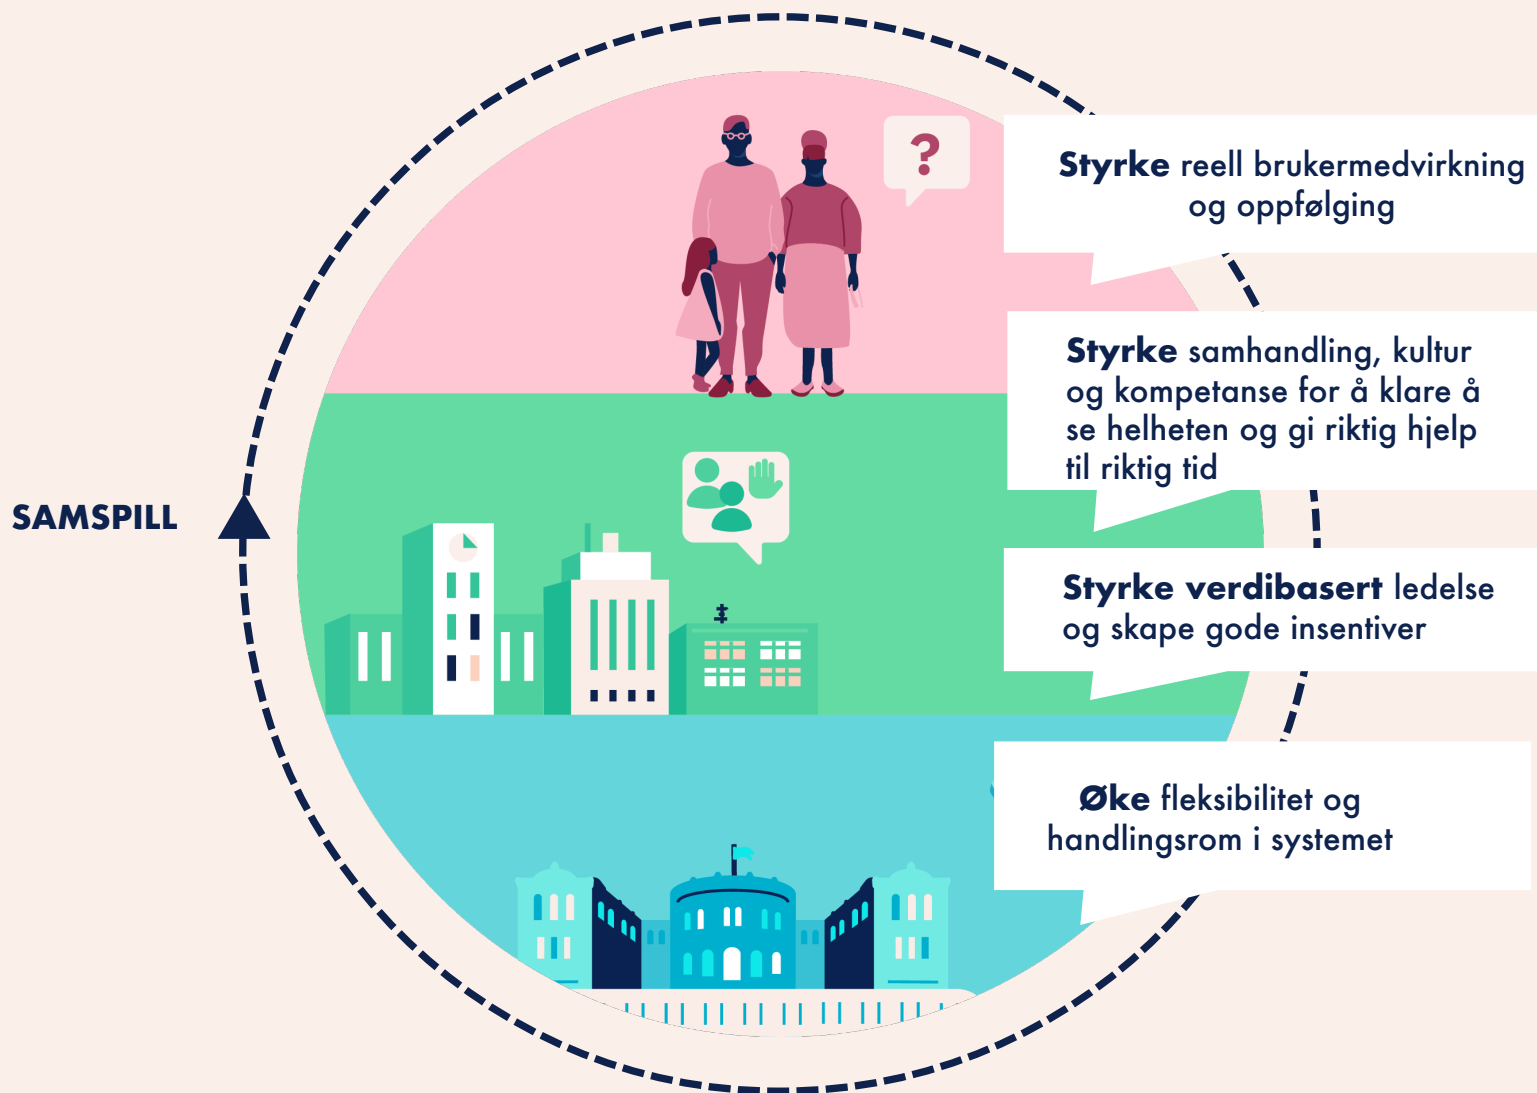 Styrke reell brukermedvirkning
og oppfølging
Styrke samhandling, kultur
og kompetanse for å klare å
se helheten og gi riktig hjelp
til riktig tid
SAMSPILL
Styrke verdibasert ledelse
og skape gode insentiver
Øke fleksibilitet og
handlingsrom i systemet
?